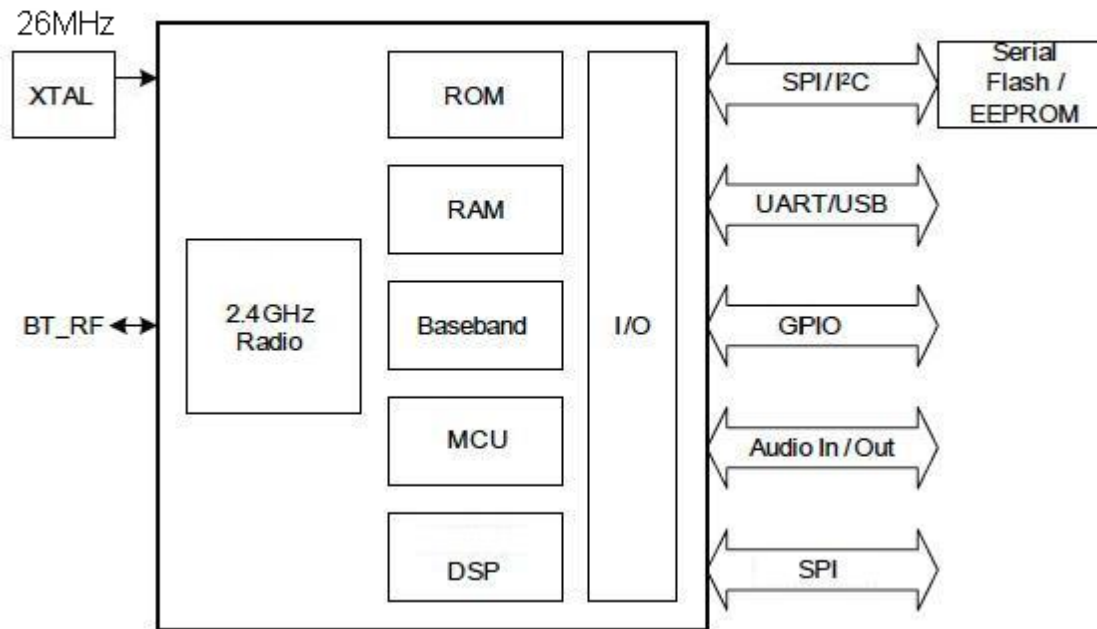 26MHz
XTAL
BT_RF
2.4GHz
Radio
ROM
RAM
Baseband
MCU
DSP
I/O
SPI/I²C
UART/USB
GPIO
Audio In/Out
SPI
Serial
Flash /
EEPROM